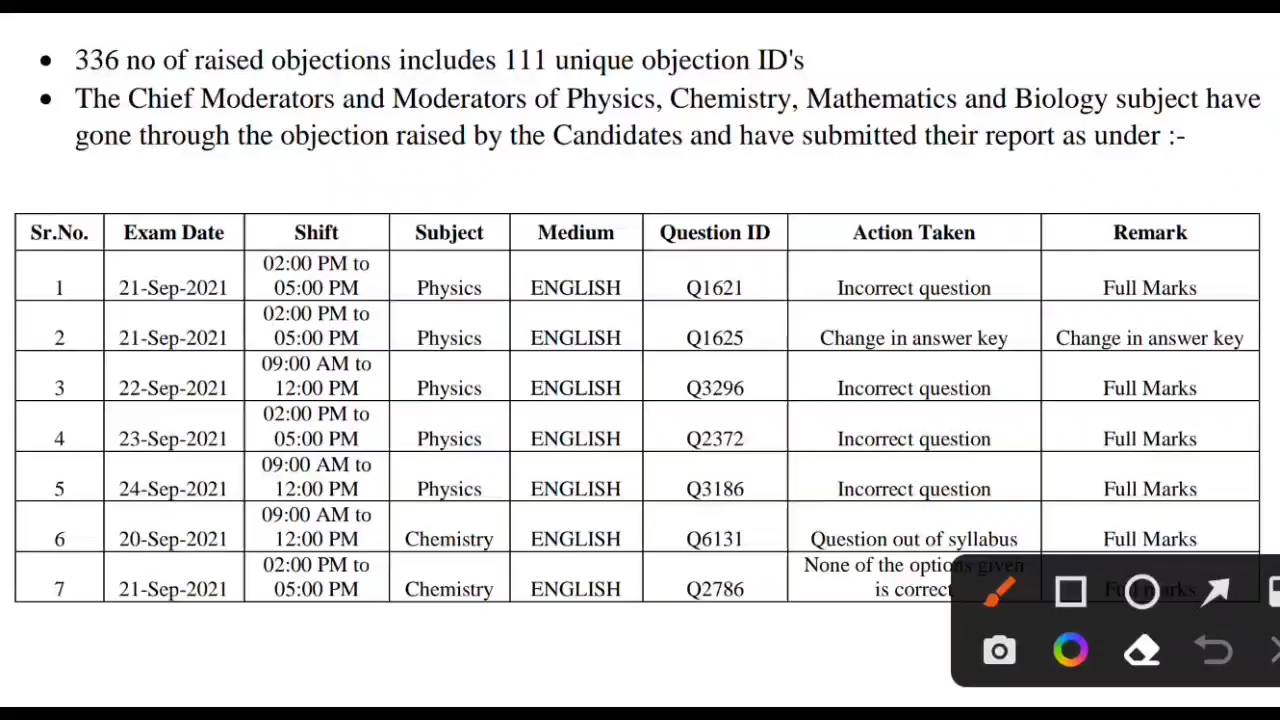 • 336 no of raised objections includes 111 unique objection ID's
• The Chief Moderators and Moderators of Physics, Chemistry, Mathematics and Biology subject have
gone through the objection raised by the Candidates and have submitted their report as under :-
Sr.No. Exam Date Shift Subject Medium Question ID Action Taken Remark
1 21-Sep-2021 02:00 PM to 05:00 PM Physics ENGLISH Q1621 Incorrect question Full Marks
2 21-Sep-2021 02:00 PM to 05:00 PM Physics ENGLISH Q1625 Change in answer key Change in answer key
3 22-Sep-2021 09:00 AM to 12:00 PM Physics ENGLISH Q3296 Incorrect question Full Marks
4 23-Sep-2021 02:00 PM to 05:00 PM Physics ENGLISH Q2372 Incorrect question Full Marks
5 24-Sep-2021 09:00 AM to 12:00 PM Physics ENGLISH Q3186 Incorrect question Full Marks
6 20-Sep-2021 09:00 AM to 12:00 PM Chemistry ENGLISH Q6131 Question out of syllabus Full Marks
7 21-Sep-2021 02:00 PM to 05:00 PM Chemistry ENGLISH Q2786 None of the options given is correct Full marks